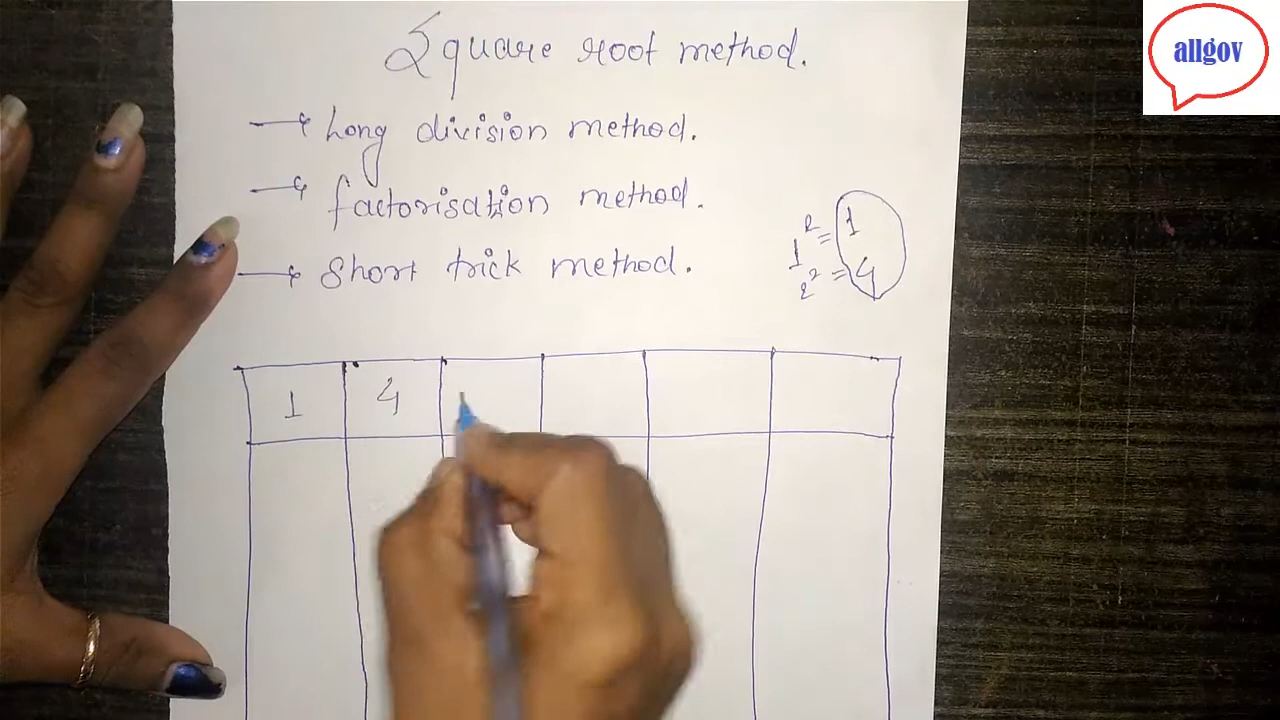 allgov
Square root method.
→ Long division method.
→ factorisation method.
→ Short trick method.
1² = 1
2² = 4
1 4